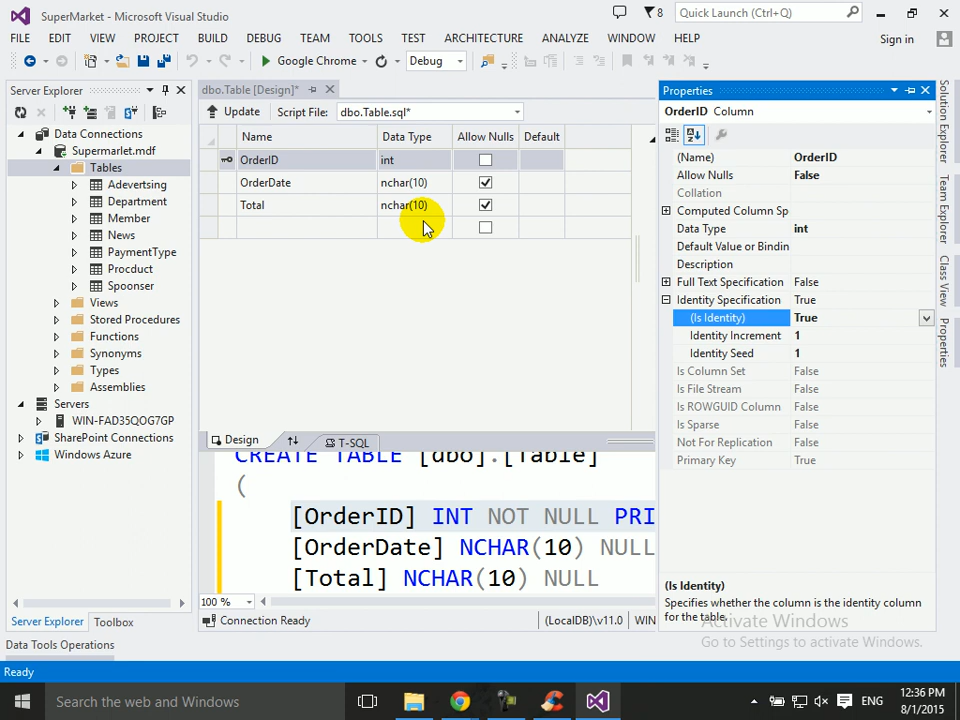 SuperMarket - Microsoft Visual Studio
8
Quick Launch (Ctrl+Q)
FILE EDIT VIEW PROJECT BUILD DEBUG TEAM TOOLS TEST ARCHITECTURE ANALYZE WINDOW HELP
Sign in
Google Chrome
Debug
Server Explorer
Data Connections
Supermarlet.mdf
Tables
Adevertsing
Department
Member
News
PaymentType
Procduct
Spoonser
Views
Stored Procedures
Functions
Synonyms
Types
Assemblies
Servers
WIN-FAD35QOG7GP
SharePoint Connections
Windows Azure
Server Explorer Toolbox
Data Tools Operations
dbo.Table [Design]*
Update Script File: dbo.Table.sql*
Name Data Type Allow Nulls Default
OrderID int
OrderDate nchar(10)
Total nchar(10)
Design T-SQL
CREATE TABLE [dbo].[Table]
(
[OrderID] INT NOT NULL PRI
[OrderDate] NCHAR(10) NULL
[Total] NCHAR(10) NULL
100 %
Connection Ready (LocalDB)\v11.0 WIN
Properties
OrderID Column
(Name) OrderID
Allow Nulls False
Collation
Computed Column Sp
Data Type int
Default Value or Bindin
Description
Full Text Specification False
Identity Specification True
(Is Identity) True
Identity Increment 1
Identity Seed 1
Is Column Set False
Is File Stream False
Is ROWGUID Column False
Is Sparse False
Not For Replication False
Primary Key True
(Is Identity)
Specifies whether the column is the identity column
for the table.
Activate Windows
Go to Settings to activate Windows.
Solution Explorer
Team Explorer
Class View
Properties
Ready
Search the web and Windows
ENG
12:36 PM
8/1/2015